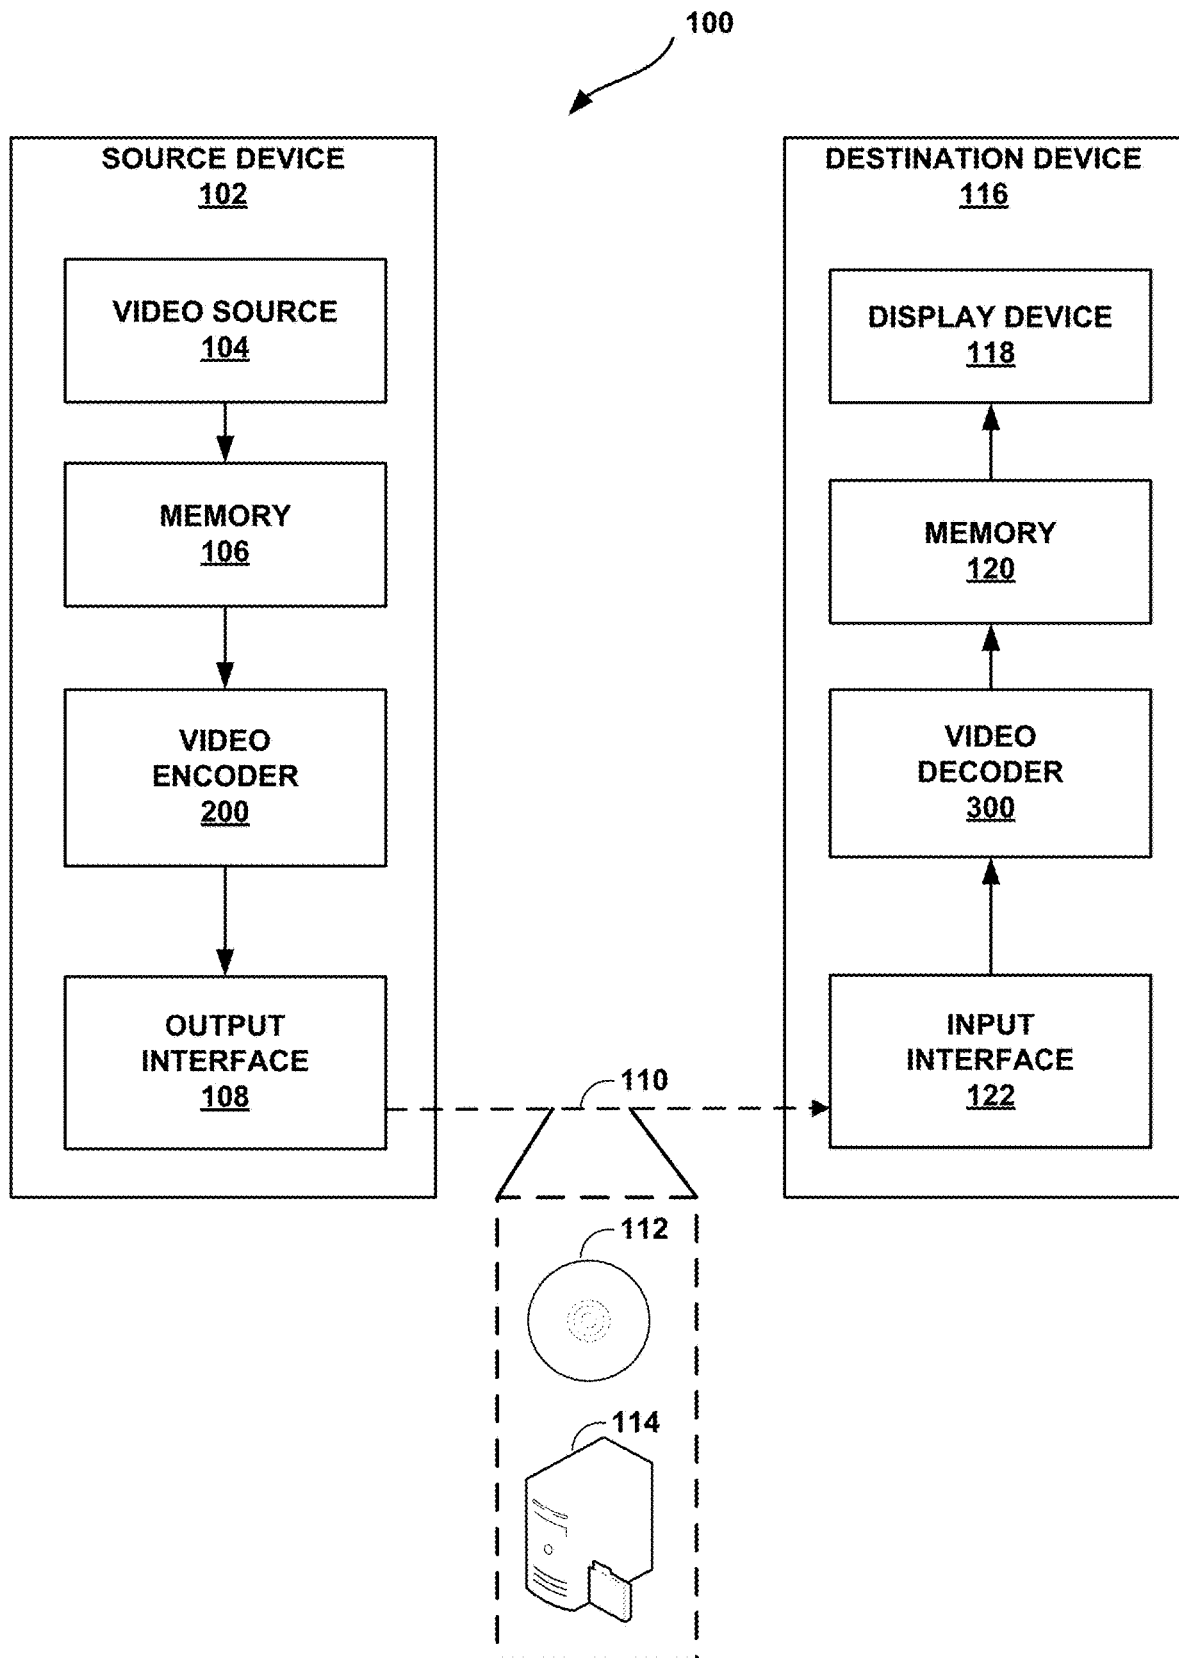 100
SOURCE DEVICE
102
VIDEO SOURCE
104
MEMORY
106
VIDEO
ENCODER
200
OUTPUT
INTERFACE
108
110
112
114
DESTINATION DEVICE
116
DISPLAY DEVICE
118
MEMORY
120
VIDEO
DECODER
300
INPUT
INTERFACE
122